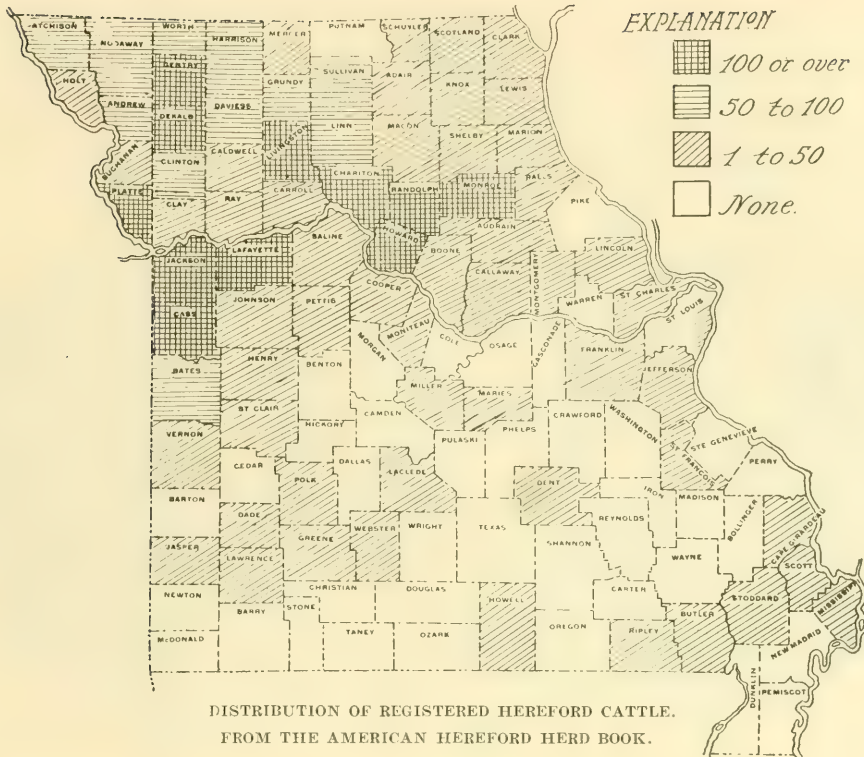 EXPLANATION
100 or over
50 to 100
1 to 50
None.
ATCHISON
NODAWAY
WORTH
HARRISON
MERCER
PUTNAM
SCHUYLER
SCOTLAND
CLARK
HOLT
GENTRY
GRUNDY
SULLIVAN
ADAIR
KNOX
LEWIS
ANDREW
DEKALB
DAVIESS
LIVINGSTON
LINN
MACON
SHELBY
MARION
BUCHANAN
CLINTON
CALDWELL
CHARITON
RANDOLPH
MONROE
RALLS
PIKE
PLATTE
CLAY
RAY
CARROLL
SALINE
HOWARD
AUDRAIN
LINCOLN
JACKSON
LAFAYETTE
BOONE
CALLAWAY
MONTGOMERY
WARREN
ST CHARLES
ST. LOUIS
CASS
JOHNSON
PETTIS
COOPER
MONITEAU
COLE
OSAGE
GASCONADE
FRANKLIN
JEFFERSON
BATES
HENRY
BENTON
MORGAN
MILLER
MARIES
ST CLAIR
HICKORY
CAMDEN
PULASKI
PHELPS
CRAWFORD
WASHINGTON
STE GENEVIEVE
ST FRANCOIS
PERRY
VERNON
CEDAR
POLK
DALLAS
LACLEDE
DENT
IRON
MADISON
BOLLINGER
CAPE GIRARDEAU
BARTON
DADE
GREENE
WEBSTER
WRIGHT
TEXAS
REYNOLDS
SHANNON
WAYNE
SCOTT
JASPER
LAWRENCE
NEWTON
CHRISTIAN
DOUGLAS
HOWELL
CARTER
BUTLER
STODDARD
MISSISSIPPI
BARRY
STONE
MCDONALD
TANEY
OZARK
OREGON
RIPLEY
NEW MADRID
DUNKLIN
PEMISCOT
DISTRIBUTION OF REGISTERED HEREFORD CATTLE.
FROM THE AMERICAN HEREFORD HERD BOOK.